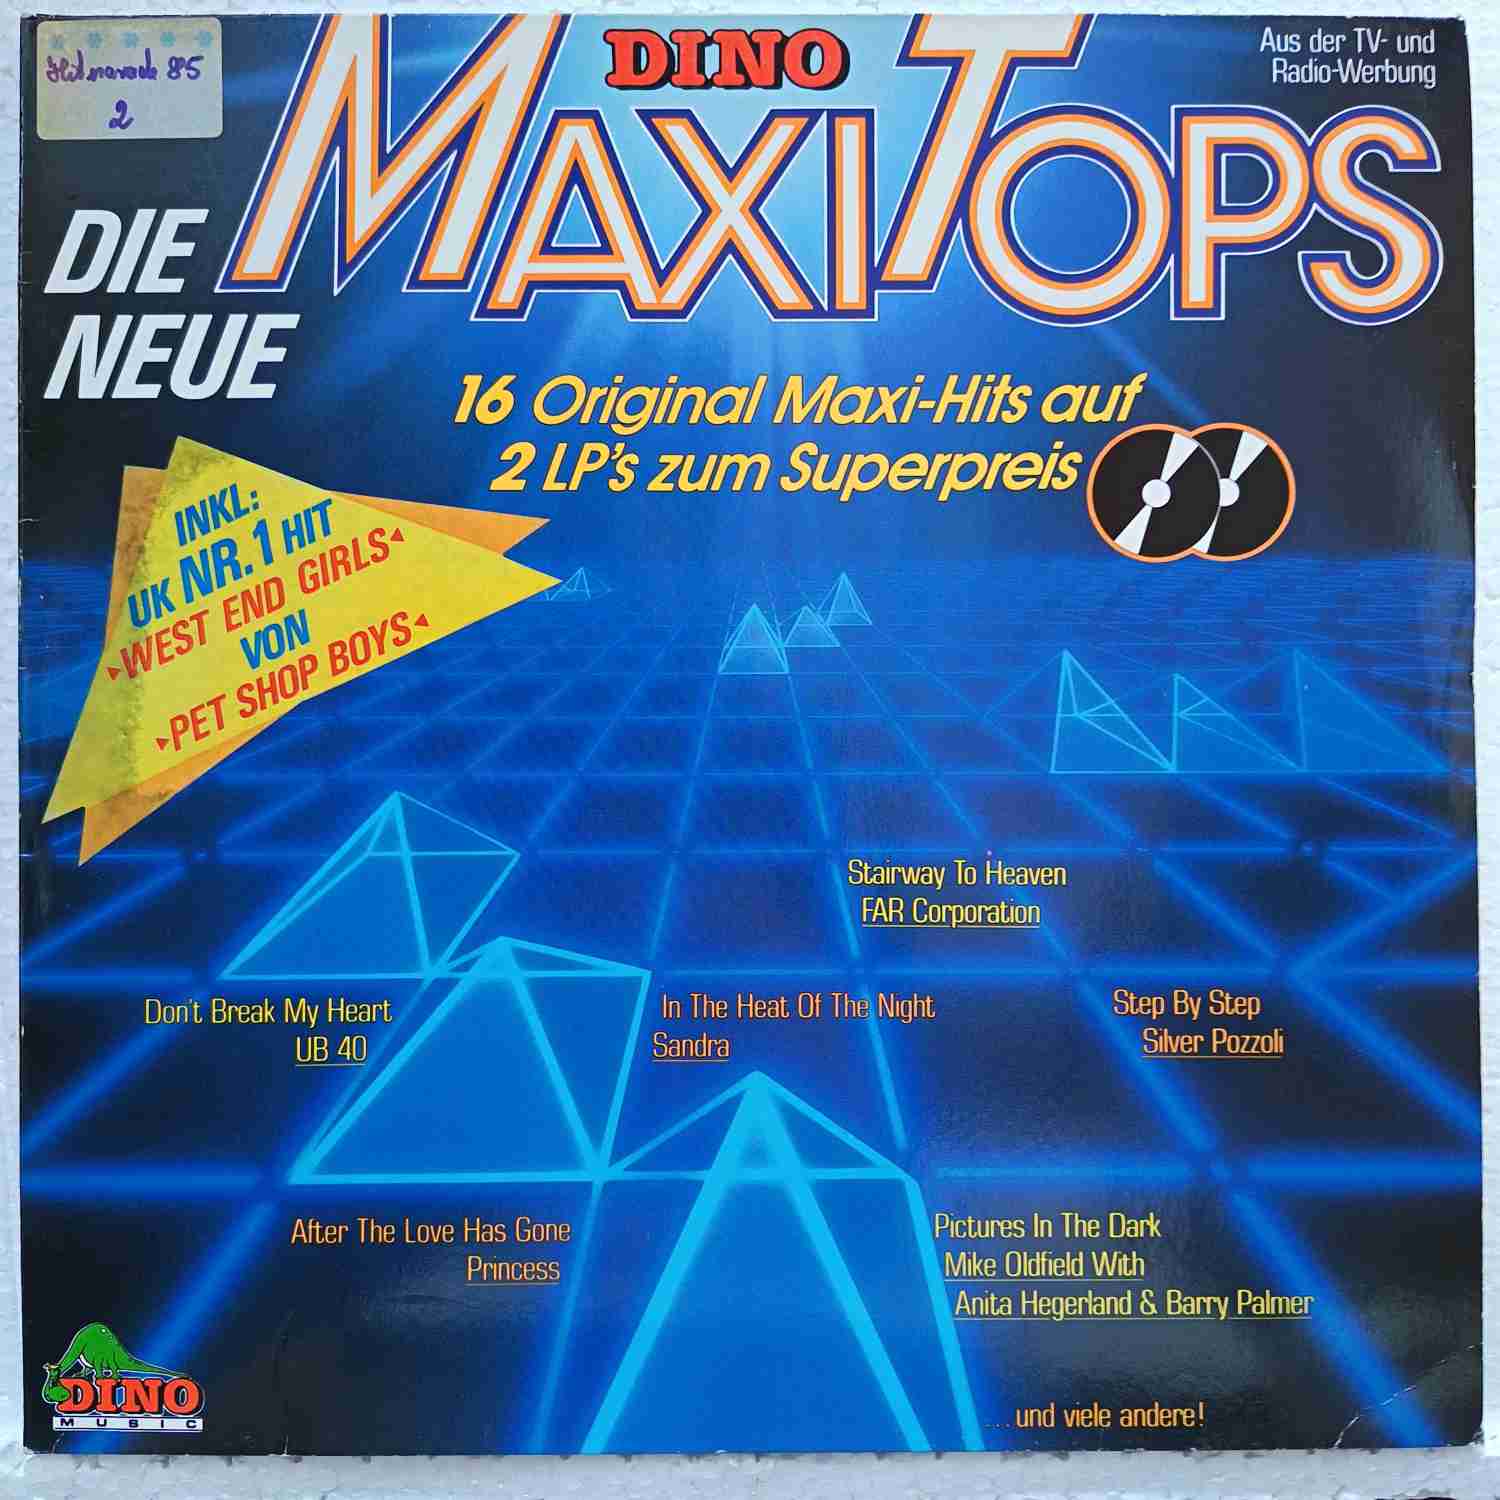 Hitparade 85
2
DINO
MAXI TOPS
Aus der TV- und
Radio-Werbung
DIE
NEUE
16 Original Maxi-Hits auf
2 LP's zum Superpreis
INKL:
UK NR.1 HIT
WEST END GIRLS
VON
PET SHOP BOYS
Stairway To Heaven
FAR Corporation
Don't Break My Heart
UB 40
In The Heat Of The Night
Sandra
Step By Step
Silver Pozzoli
After The Love Has Gone
Princess
Pictures In The Dark
Mike Oldfield With
Anita Hegerland & Barry Palmer
...und viele andere!
DINO
MUSIC